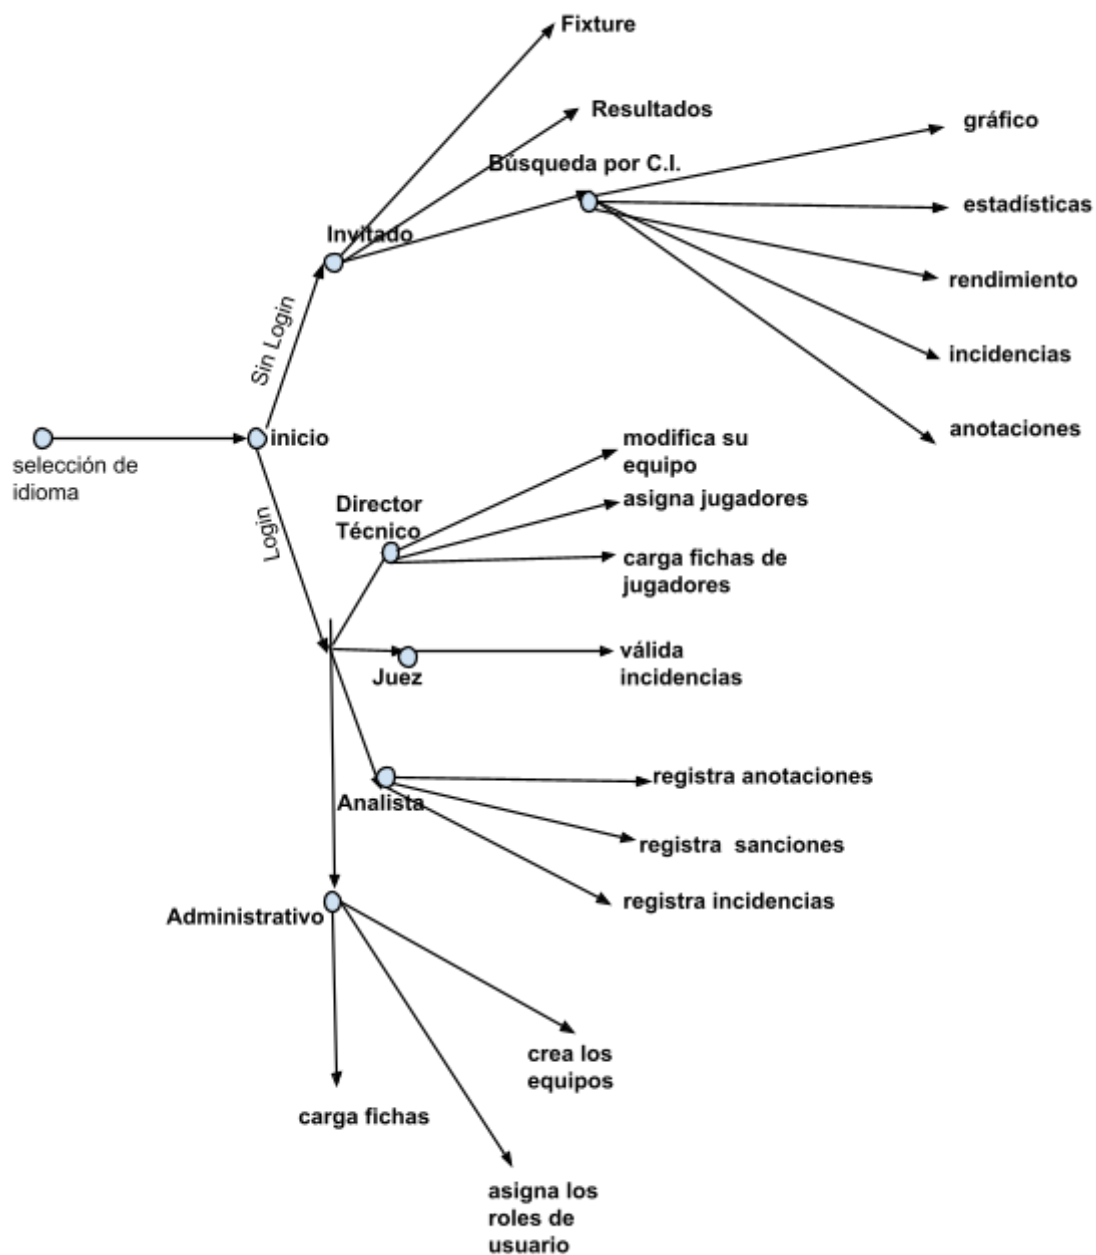 Fixture
Resultados
Búsqueda por C.I.
gráfico
estadísticas
rendimiento
incidencias
anotaciones
Invitado
Sin Login
selección de
idioma
inicio
Login
Director
Técnico
modifica su
equipo
asigna jugadores
carga fichas de
jugadores
Juez
válida
incidencias
Analista
registra anotaciones
registra  sanciones
registra incidencias
Administrativo
crea los
equipos
carga fichas
asigna los
roles de
usuario